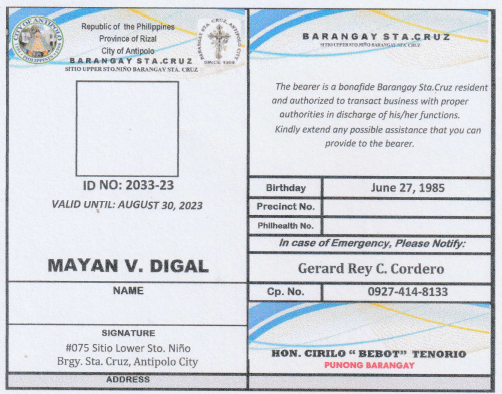 Republic of the Philippines
Province of Rizal
City of Antipolo
BARANGAY STA.CRUZ
SITIO UPPER STO.NIÑO BARANGAY STA. CRUZ
ID NO: 2033-23
VALID UNTIL: AUGUST 30, 2023
MAYAN V. DIGAL
NAME
SIGNATURE
#075 Sitio Lower Sto. Niño
Brgy. Sta. Cruz, Antipolo City
ADDRESS
BARANGAY STA.CRUZ
SITIO UPPER STO.NIÑO BARANGAY STA. CRUZ
The bearer is a bonafide Barangay Sta.Cruz resident
and authorized to transact business with proper
authorities in discharge of his/her functions.
Kindly extend any possible assistance that you can
provide to the bearer.
Birthday June 27, 1985
Precinct No.
Philhealth No.
In case of Emergency, Please Notify:
Gerard Rey C. Cordero
Cp. No. 0927-414-8133
HON. CIRILO “ BEBOT” TENORIO
PUNONG BARANGAY